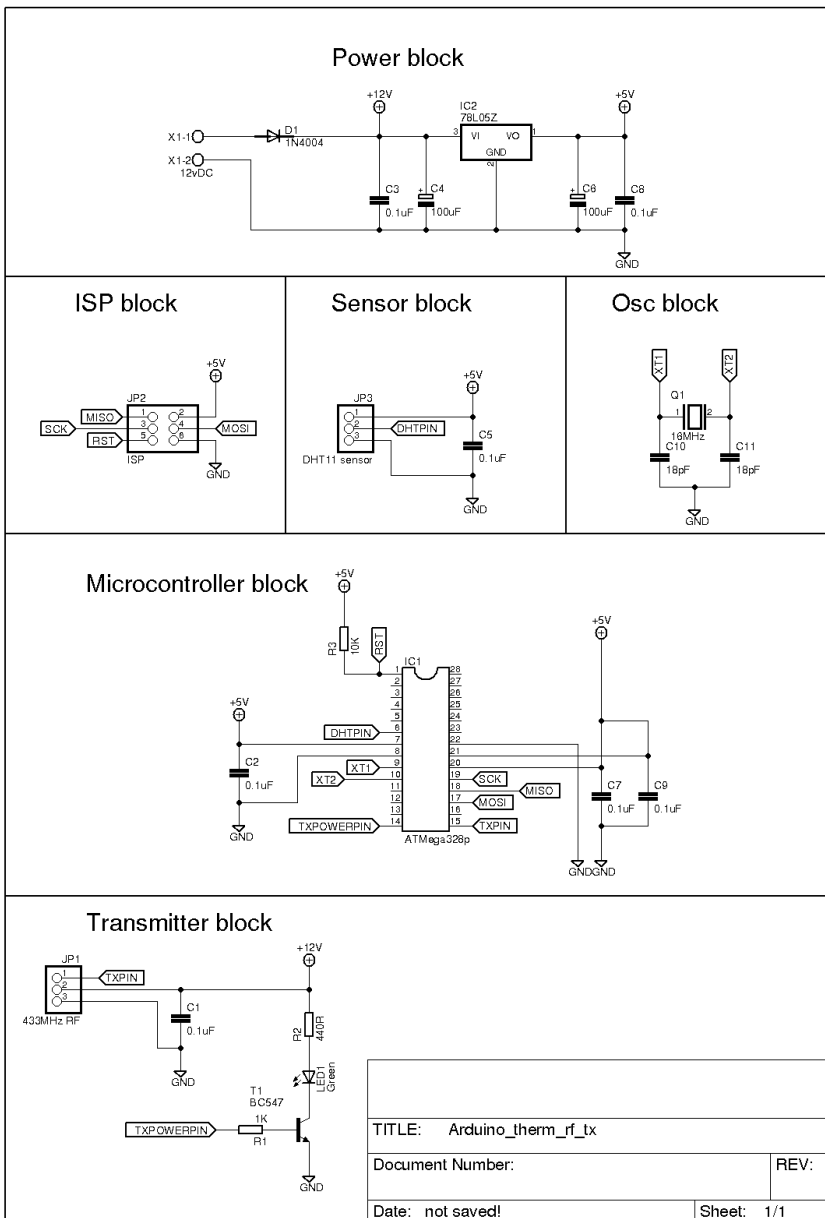 Power block
+12V
+5V
IC2
78L05Z
D1
1N4004
X1-1
3 VI VO 1
GND
2
X1-2
12vDC
C3
0.1uF
+
C4
100uF
+
C6
100uF
C8
0.1uF
GND
ISP block
+5V
JP2
MISO 1 2
SCK 3 4 MOSI
RST 5 6
ISP
GND
Sensor block
+5V
JP3
1
2 DHTPIN
3
DHT11 sensor
C5
0.1uF
GND
Osc block
XT1
XT2
Q1
1 2
16MHz
C10
18pF
C11
18pF
GND
Microcontroller block
+5V
R3
10K
RST
IC1
+5V
+5V
1 28
2 27
3 26
4 25
5 24
DHTPIN 6 23
7 22
8 21
XT1 9 20
XT2 10 19 SCK
11 18 MISO
12 17 MOSI
13 16
TXPOWERPIN 14 15 TXPIN
ATMega328p
C2
0.1uF
GND
C7
0.1uF
C9
0.1uF
GND
GND
Transmitter block
+12V
JP1
1 TXPIN
2
3
433MHz RF
C1
0.1uF
GND
R2
440R
LED1
Green
T1
BC547
TXPOWERPIN
1K
R1
GND
TITLE: Arduino_therm_rf_tx
Document Number:
REV:
Date: not saved!
Sheet: 1/1